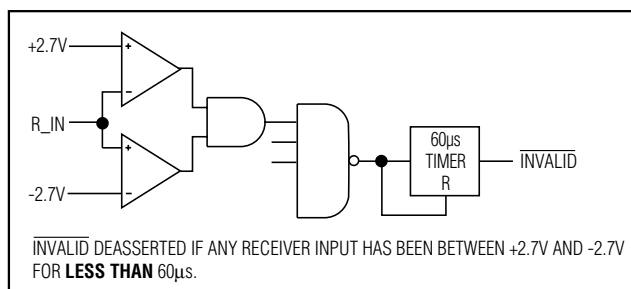 +2.7V
+
-
R_IN
+
-
-2.7V
60µs
TIMER
R
INVALID
INVALID DEASSERTED IF ANY RECEIVER INPUT HAS BEEN BETWEEN +2.7V AND -2.7V
FOR LESS THAN 60µs.